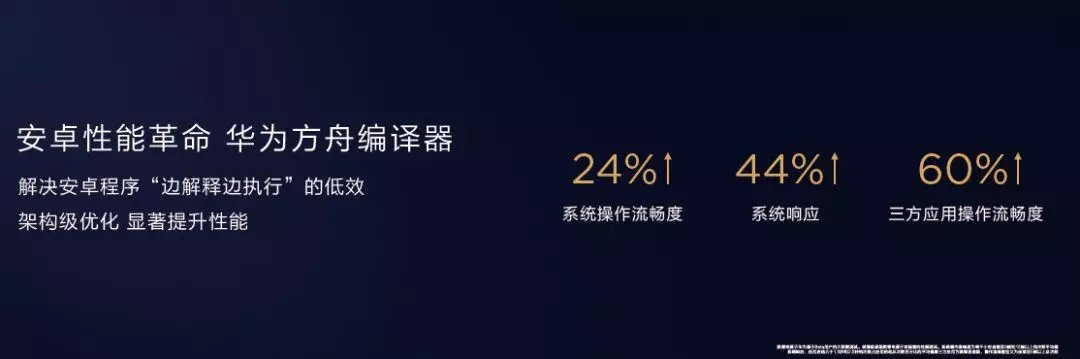 安卓性能革命 华为方舟编译器
解决安卓程序“边解释边执行”的低效
架构级优化 显著提升性能
24%↑
44%↑
60%↑
系统操作流畅度
系统响应
三方应用操作流畅度